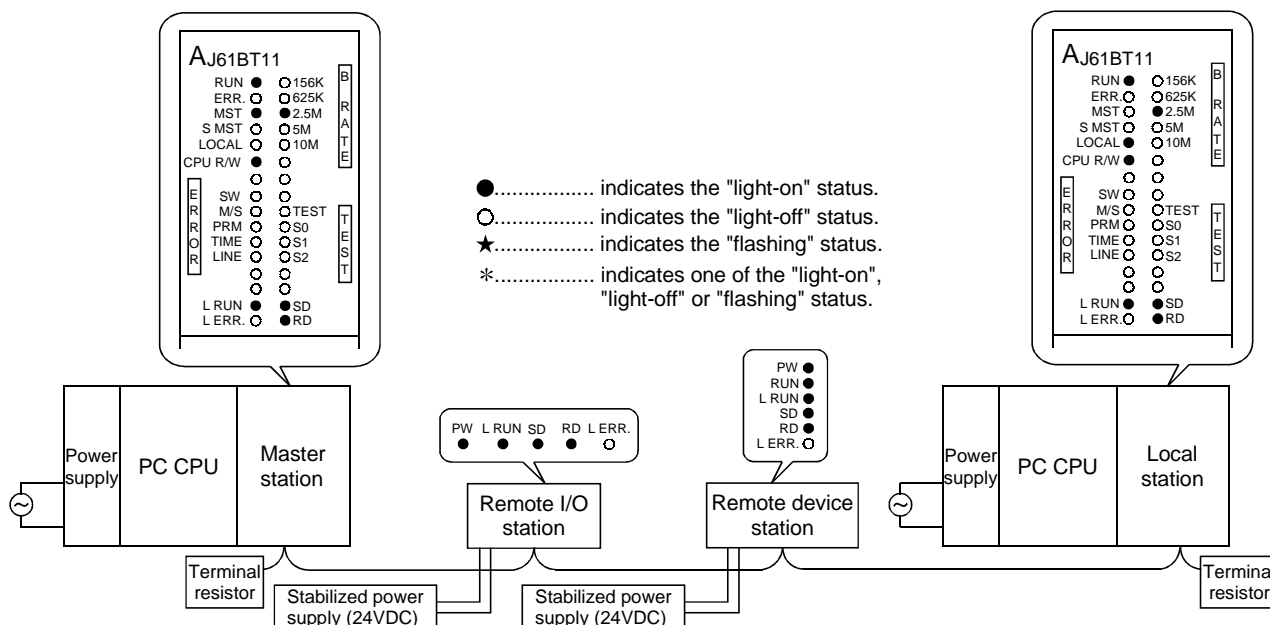 AJ61BT11
RUN ● ○ 156K
ERR. ○ ○ 625K
MST ● ● 2.5M
S MST ○ ○ 5M
LOCAL ○ ○ 10M
CPU R/W ● ○
SW
M/S ○ ○ TEST
PRM ○ ○ S0
TIME ○ ○ S1
LINE ○ ○ S2
L RUN ● ● SD
L ERR. ○ ● RD
B RATE
ERROR
TEST
●................. indicates the "light-on" status.
○................. indicates the "light-off" status.
★................. indicates the "flashing" status.
*................. indicates one of the "light-on",
"light-off" or "flashing" status.
AJ61BT11
RUN ● ○ 156K
ERR. ○ ○ 625K
MST ○ ● 2.5M
S MST ○ ○ 5M
LOCAL ● ○ 10M
CPU R/W ● ○
SW
M/S ○ ○ TEST
PRM ○ ○ S0
TIME ○ ○ S1
LINE ○ ○ S2
L RUN ● ● SD
L ERR. ○ ● RD
B RATE
ERROR
TEST
PW L RUN SD RD L ERR.
PW
RUN
L RUN
SD
RD
L ERR.
Power
supply
PC CPU
Master
station
Remote I/O
station
Remote device
station
Power
supply
PC CPU
Local
station
Terminal
resistor
Stabilized power
supply (24VDC)
Stabilized power
supply (24VDC)
Termina
resistor